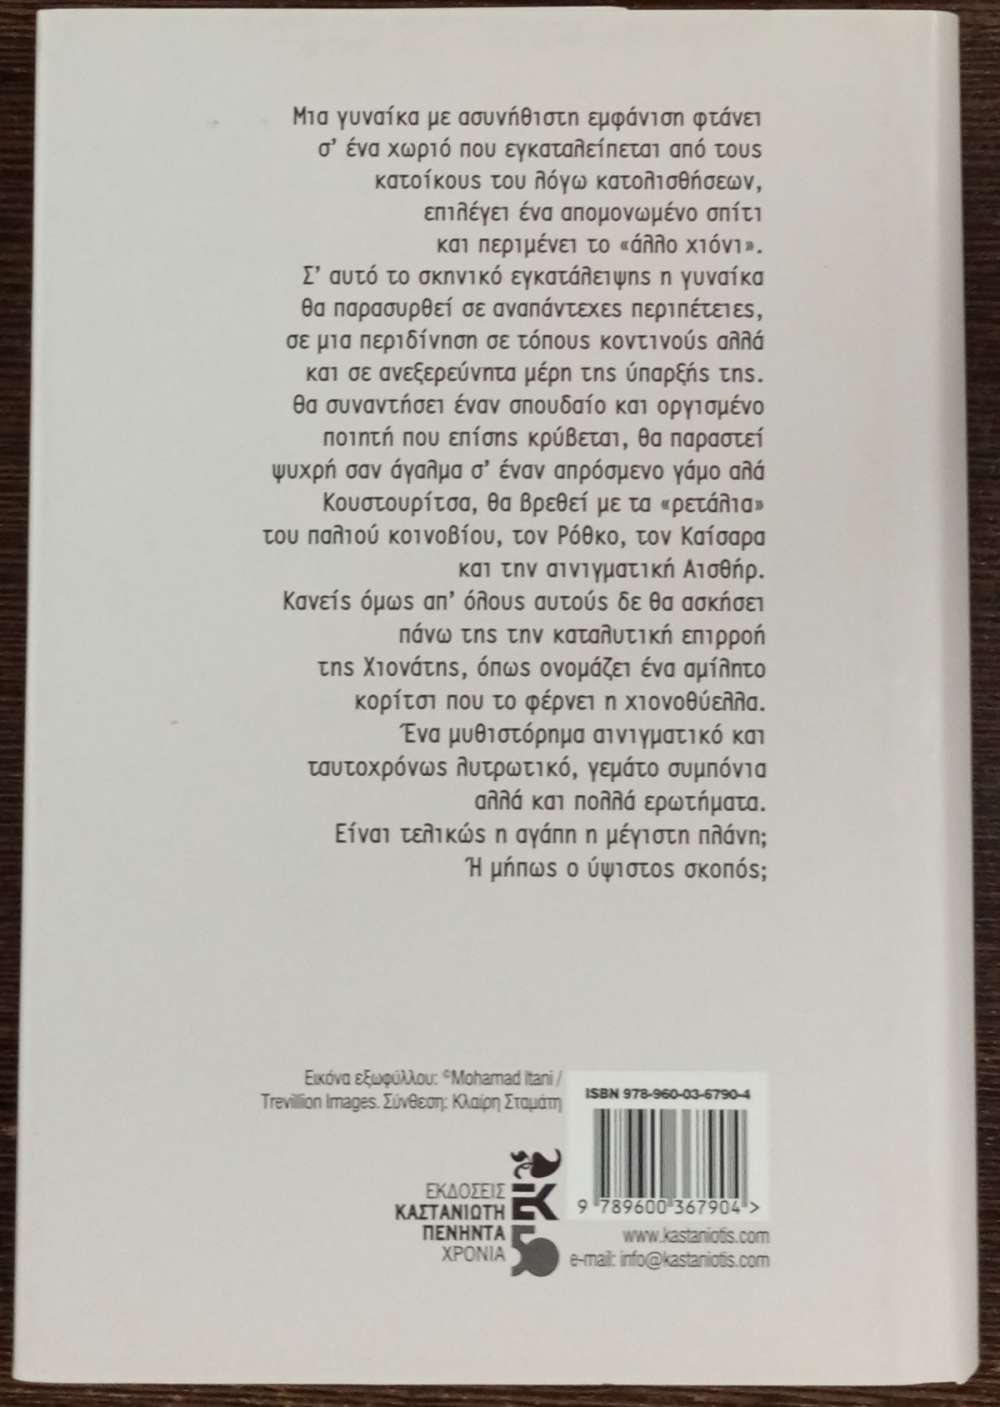 Μια γυναίκα με ασυνήθιστη εμφάνιση φτάνει
σ’ ένα χωριό που εγκαταλείπεται από τους
κατοίκους του λόγω κατολισθήσεων,
επιλέγει ένα απομονωμένο σπίτι
και περιμένει το «άλλο χιόνι».
Σ’ αυτό το σκηνικό εγκατάλειψης η γυναίκα
θα παρασυρθεί σε αναπάντεχες περιπέτειες,
σε μια περιδίνηση σε τόπους κοντινούς αλλά
και σε ανεξερεύνητα μέρη της ύπαρξής της.
Θα συναντήσει έναν σπουδαίο και οργισμένο
ποιητή που επίσης κρύβεται, θα παραστεί
ψυχρή σαν άγαλμα σ’ έναν απρόσμενο γάμο αλά
Κουστουρίτσα, θα βρεθεί με τα «ρετάλια»
του παλιού κοινοβίου, τον Ρόθκο, τον Καίσαρα
και την αινιγματική Αισθήρ.
Κανείς όμως απ’ όλους αυτούς δε θα ασκήσει
πάνω της την καταλυτική επιρροή
της Χιονάτης, όπως ονομάζει ένα αμίλητο
κορίτσι που το φέρνει η χιονοθύελλα.
Ένα μυθιστόρημα αινιγματικό και
ταυτοχρόνως λυτρωτικό, γεμάτο συμπόνια
αλλά και πολλά ερωτήματα.
Είναι τελικώς η αγάπη η μέγιστη πλάνη;
Ή μήπως ο ύψιστος σκοπός;
Εικόνα εξωφύλλου: ©Mohamad Itani /
Trevillion Images. Σύνθεση: Κλαίρη Σταμάτη
ΕΚΔΟΣΕΙΣ
ΚΑΣΤΑΝΙΩΤΗ
ΠΕΝΗΝΤΑ
ΧΡΟΝΙΑ
ΕΚ
50
ISBN 978-960-03-6790-4
9 789600 367904 >
www.kastaniotis.com
e-mail: info@kastaniotis.com